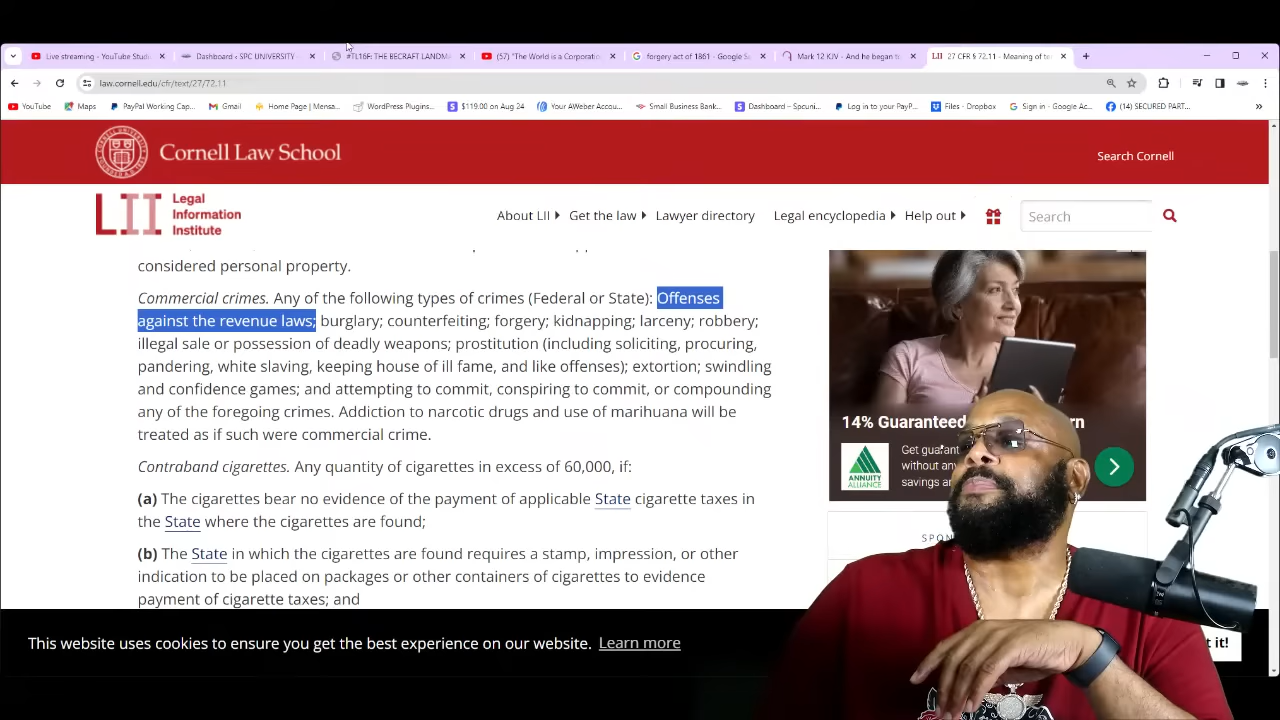 Live streaming - YouTube Studi
Dashboard ‹ SPC UNIVERSITY
#TL16F: THE BECRAFT LANDM
(57) "The World is a Corporatio
forgery act of 1861 - Google Su
Mark 12 KJV - And he began to
LII 27 CFR § 72.11 - Meaning of te
law.cornell.edu/cfr/text/27/72.11
YouTube
Maps
PayPal Working Cap...
Gmail
Home Page | Mensa...
WordPress Plugins...
$119.00 on Aug 24
Your AWeber Accou...
Small Business Bank...
Dashboard – Spcuni...
Log in to your PayP...
Files - Dropbox
Sign in - Google Ac...
(14) SECURED PART...
Cornell Law School
Search Cornell
LII Legal
Information
Institute
About LII
Get the law
Lawyer directory
Legal encyclopedia
Help out
Search
considered personal property.
Commercial crimes. Any of the following types of crimes (Federal or State): Offenses
against the revenue laws; burglary; counterfeiting; forgery; kidnapping; larceny; robbery;
illegal sale or possession of deadly weapons; prostitution (including soliciting, procuring,
pandering, white slaving, keeping house of ill fame, and like offenses); extortion; swindling
and confidence games; and attempting to commit, conspiring to commit, or compounding
any of the foregoing crimes. Addiction to narcotic drugs and use of marihuana will be
treated as if such were commercial crime.
Contraband cigarettes. Any quantity of cigarettes in excess of 60,000, if:
(a) The cigarettes bear no evidence of the payment of applicable State cigarette taxes in
the State where the cigarettes are found;
(b) The State in which the cigarettes are found requires a stamp, impression, or other
indication to be placed on packages or other containers of cigarettes to evidence
payment of cigarette taxes; and
14% Guaranteed
rn
ANNUITY
ALLIANCE
Get guarant
without any
savings
SPON
This website uses cookies to ensure you get the best experience on our website. Learn more
t it!